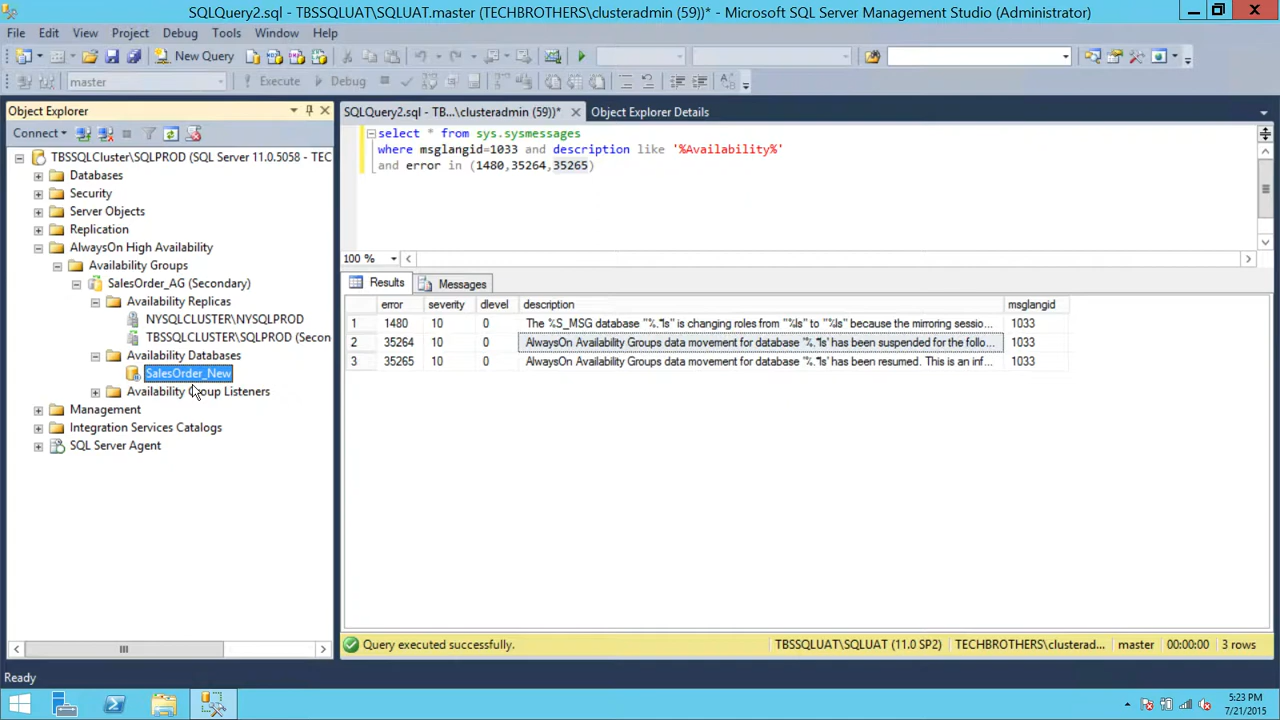 SQLQuery2.sql - TBSSQLUAT\SQLUAT.master (TECHBROTHERS\clusteradmin (59))* - Microsoft SQL Server Management Studio (Administrator)
File Edit View Project Debug Tools Window Help
New Query
master Execute Debug
Object Explorer
SQLQuery2.sql - TB...\clusteradmin (59))* Object Explorer Details
Connect
TBSSQLCluster\SQLPROD (SQL Server 11.0.5058 - TEC
Databases
Security
Server Objects
Replication
AlwaysOn High Availability
Availability Groups
SalesOrder_AG (Secondary)
Availability Replicas
NYSQLCLUSTER\NYSQLPROD
TBSSQLCLUSTER\SQLPROD (Secon
Availability Databases
SalesOrder_New
Availability Group Listeners
Management
Integration Services Catalogs
SQL Server Agent
select * from sys.sysmessages
where msglangid=1033 and description like '%Availability%'
and error in (1480,35264,35265)
100 %
Results Messages
error severity dlevel description msglangid
1 1480 10 0 The %S_MSG database "%.*ls" is changing roles from "%ls" to "%ls" because the mirroring sessio... 1033
2 35264 10 0 AlwaysOn Availability Groups data movement for database '%.*ls' has been suspended for the follo... 1033
3 35265 10 0 AlwaysOn Availability Groups data movement for database '%.*ls' has been resumed. This is an inf... 1033
Query executed successfully. TBSSQLUAT\SQLUAT (11.0 SP2) TECHBROTHERS\clusterad... master 00:00:00 3 rows
Ready
5:23 PM
7/21/2015